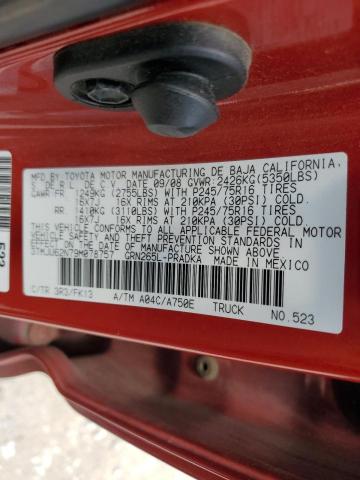 MFD.BY:TOYOTA MOTOR MANUFACTURING DE BAJA CALIFORNIA,
S. DE R.L. DE C.V. DATE: 09/08 GVWR:2426KG(5350LBS)
GAWR:FR. 1249KG (2755LBS) WITH P245/75R16 TIRES
16X7J 16X RIMS AT 210KPA (30PSI) COLD
RR. 1410KG (3110LBS) WITH P245/75R16 TIRES
16X7J 16X RIMS AT 210KPA (30PSI) COLD
THIS VEHICLE CONFORMS TO ALL APPLICABLE FEDERAL MOTOR
VEHICLE SAFETY, BUMPER, AND THEFT PREVENTION STANDARDS
IN EFFECT ON THE DATE OF MANUFACTURE SHOWN ABOVE.
5TMJU62N79M078757 GRN265L-PRADKA MADE IN MEXICO
C/TR 3R3/FK13 A/TM A04C/A750E TRUCK NO.523
523